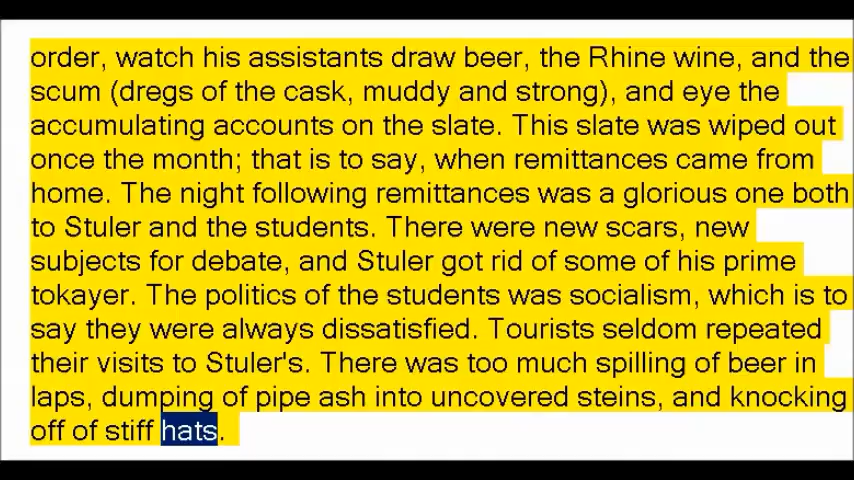 order, watch his assistants draw beer, the Rhine wine, and the
scum (dregs of the cask, muddy and strong), and eye the
accumulating accounts on the slate. This slate was wiped out
once the month; that is to say, when remittances came from
home. The night following remittances was a glorious one both
to Stuler and the students. There were new scars, new
subjects for debate, and Stuler got rid of some of his prime
tokayer. The politics of the students was socialism, which is to
say they were always dissatisfied. Tourists seldom repeated
their visits to Stuler's. There was too much spilling of beer in
laps, dumping of pipe ash into uncovered steins, and knocking
off of stiff hats.